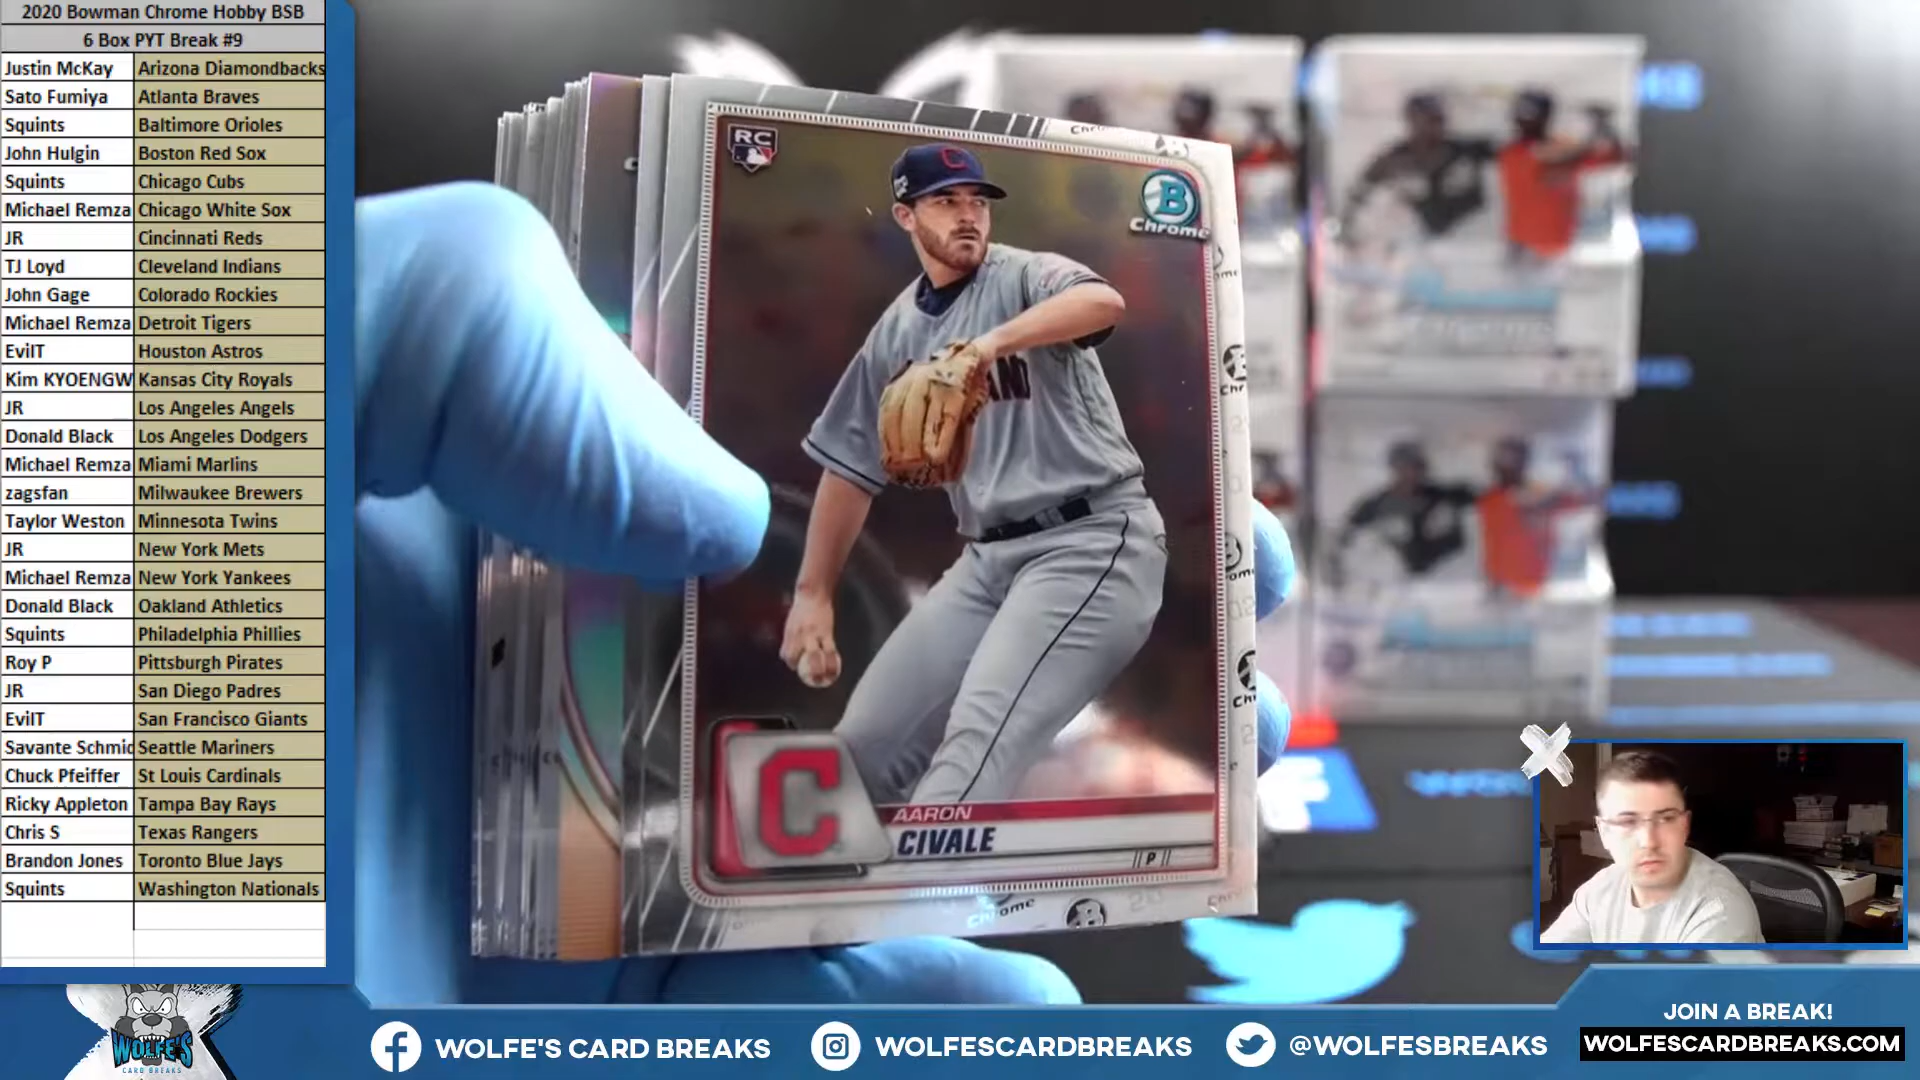 2020 Bowman Chrome Hobby BSB
6 Box PYT Break #9
Justin McKay Arizona Diamondbacks
Sato Fumiya Atlanta Braves
Squints Baltimore Orioles
John Hulgin Boston Red Sox
Squints Chicago Cubs
Michael Remza Chicago White Sox
JR Cincinnati Reds
TJ Loyd Cleveland Indians
John Gage Colorado Rockies
Michael Remza Detroit Tigers
EvilT Houston Astros
Kim KYOENGW Kansas City Royals
JR Los Angeles Angels
Donald Black Los Angeles Dodgers
Michael Remza Miami Marlins
zagsfan Milwaukee Brewers
Taylor Weston Minnesota Twins
JR New York Mets
Michael Remza New York Yankees
Donald Black Oakland Athletics
Squints Philadelphia Phillies
Roy P Pittsburgh Pirates
JR San Diego Padres
EvilT San Francisco Giants
Savante Schmid Seattle Mariners
Chuck Pfeiffer St Louis Cardinals
Ricky Appleton Tampa Bay Rays
Chris S Texas Rangers
Brandon Jones Toronto Blue Jays
Squints Washington Nationals
RC
B
Chrome
C
AARON
CIVALE
P
Chrome
WOLFE'S
CARD BREAKS
WOLFE'S CARD BREAKS
WOLFESCARDBREAKS
@WOLFESBREAKS
JOIN A BREAK!
WOLFESCARDBREAKS.COM